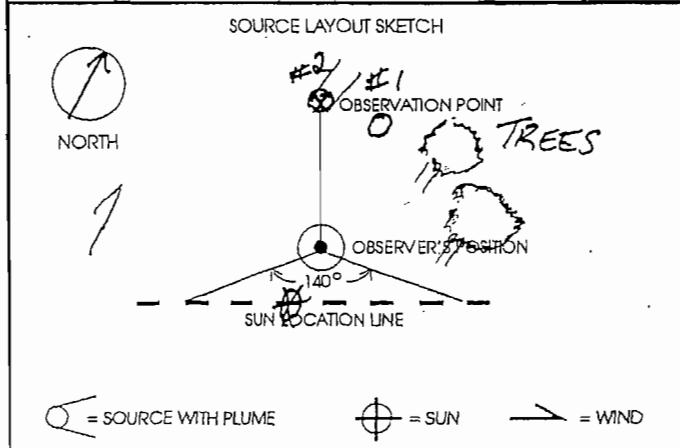 SOURCE LAYOUT SKETCH
#2 #1
OBSERVATION POINT
NORTH
TREES
OBSERVER'S POSITION
140°
SUN LOCATION LINE
= SOURCE WITH PLUME
= SUN
= WIND